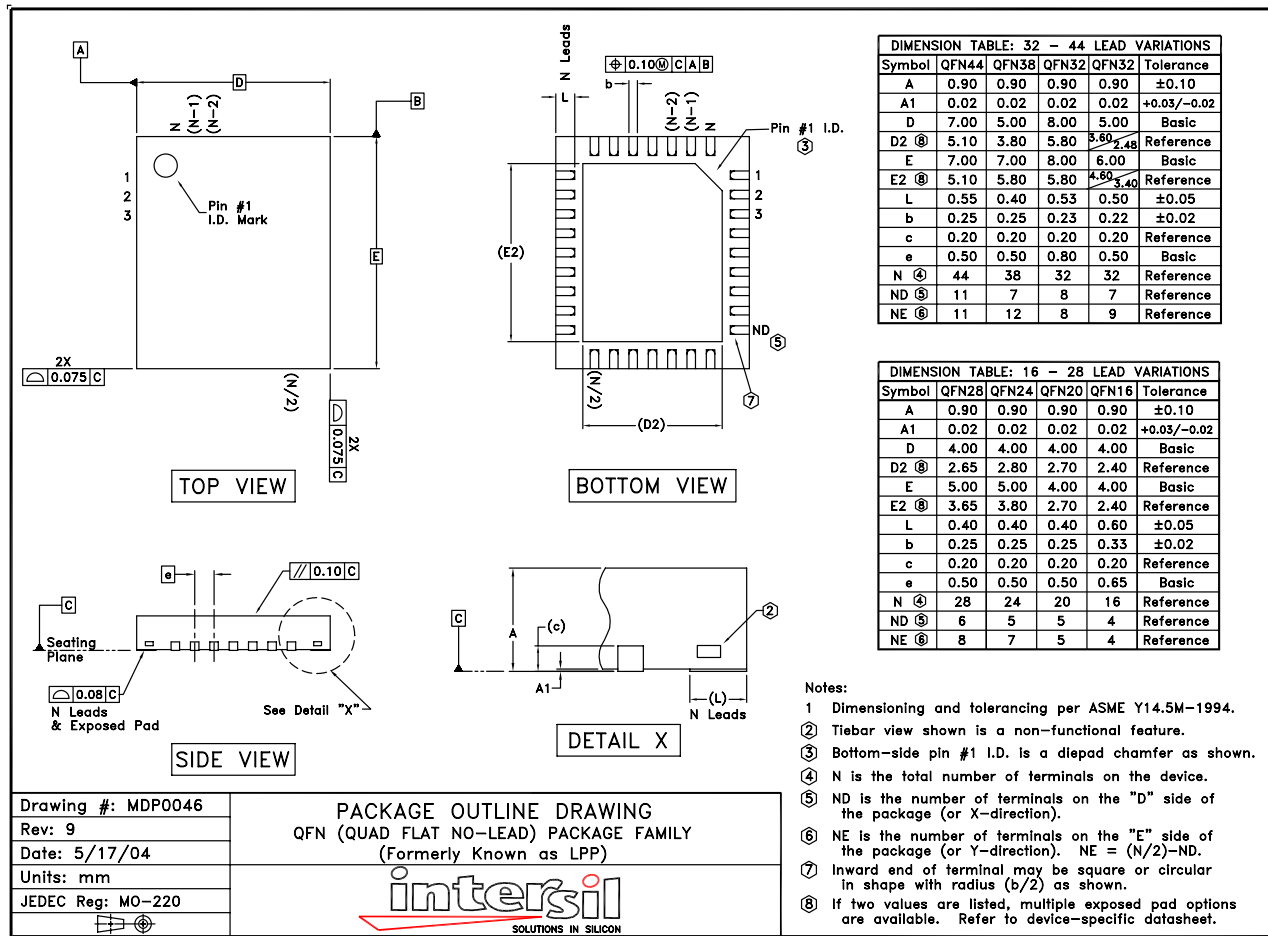 A
D
B
N
(N-1)
(N-2)
1
2
3
Pin #1
I.D. Mark
E
2X
⌓ 0.075 C
(N/2)
2X
⌓ 0.075 C
TOP VIEW
N Leads
L
⌖ 0.10Ⓜ C A B
b
(N-2)
(N-1)
N
Pin #1 I.D.
3
1
2
3
(E2)
ND
5
(N/2)
(D2)
7
BOTTOM VIEW
DIMENSION TABLE: 32 - 44 LEAD VARIATIONS
Symbol QFN44 QFN38 QFN32 QFN32 Tolerance
A 0.90 0.90 0.90 0.90 ±0.10
A1 0.02 0.02 0.02 0.02 +0.03/-0.02
D 7.00 5.00 8.00 5.00 Basic
D2 8 5.10 3.80 5.80 3.60/2.48 Reference
E 7.00 7.00 8.00 6.00 Basic
E2 8 5.10 5.80 5.80 4.60/3.40 Reference
L 0.55 0.40 0.53 0.50 ±0.05
b 0.25 0.25 0.23 0.22 ±0.02
c 0.20 0.20 0.20 0.20 Reference
e 0.50 0.50 0.80 0.50 Basic
N 4 44 38 32 32 Reference
ND 5 11 7 8 7 Reference
NE 6 11 12 8 9 Reference
DIMENSION TABLE: 16 - 28 LEAD VARIATIONS
Symbol QFN28 QFN24 QFN20 QFN16 Tolerance
A 0.90 0.90 0.90 0.90 ±0.10
A1 0.02 0.02 0.02 0.02 +0.03/-0.02
D 4.00 4.00 4.00 4.00 Basic
D2 8 2.65 2.80 2.70 2.40 Reference
E 5.00 5.00 4.00 4.00 Basic
E2 8 3.65 3.80 2.70 2.40 Reference
L 0.40 0.40 0.40 0.60 ±0.05
b 0.25 0.25 0.25 0.33 ±0.02
c 0.20 0.20 0.20 0.20 Reference
e 0.50 0.50 0.50 0.65 Basic
N 4 28 24 20 16 Reference
ND 5 6 5 5 4 Reference
NE 6 8 7 5 4 Reference
e
// 0.10 C
C
Seating
Plane
⌓ 0.08 C
N Leads
& Exposed Pad
See Detail "X"
SIDE VIEW
C
A
(c)
A1
2
(L)
N Leads
DETAIL X
Notes:
1 Dimensioning and tolerancing per ASME Y14.5M-1994.
2 Tiebar view shown is a non-functional feature.
3 Bottom-side pin #1 I.D. is a diepad chamfer as shown.
4 N is the total number of terminals on the device.
5 ND is the number of terminals on the "D" side of
the package (or X-direction).
6 NE is the number of terminals on the "E" side of
the package (or Y-direction). NE = (N/2)-ND.
7 Inward end of terminal may be square or circular
in shape with radius (b/2) as shown.
8 If two values are listed, multiple exposed pad options
are available. Refer to device-specific datasheet.
Drawing #: MDP0046
Rev: 9
Date: 5/17/04
Units: mm
JEDEC Reg: MO-220
PACKAGE OUTLINE DRAWING
QFN (QUAD FLAT NO-LEAD) PACKAGE FAMILY
(Formerly Known as LPP)
intersil
SOLUTIONS IN SILICON